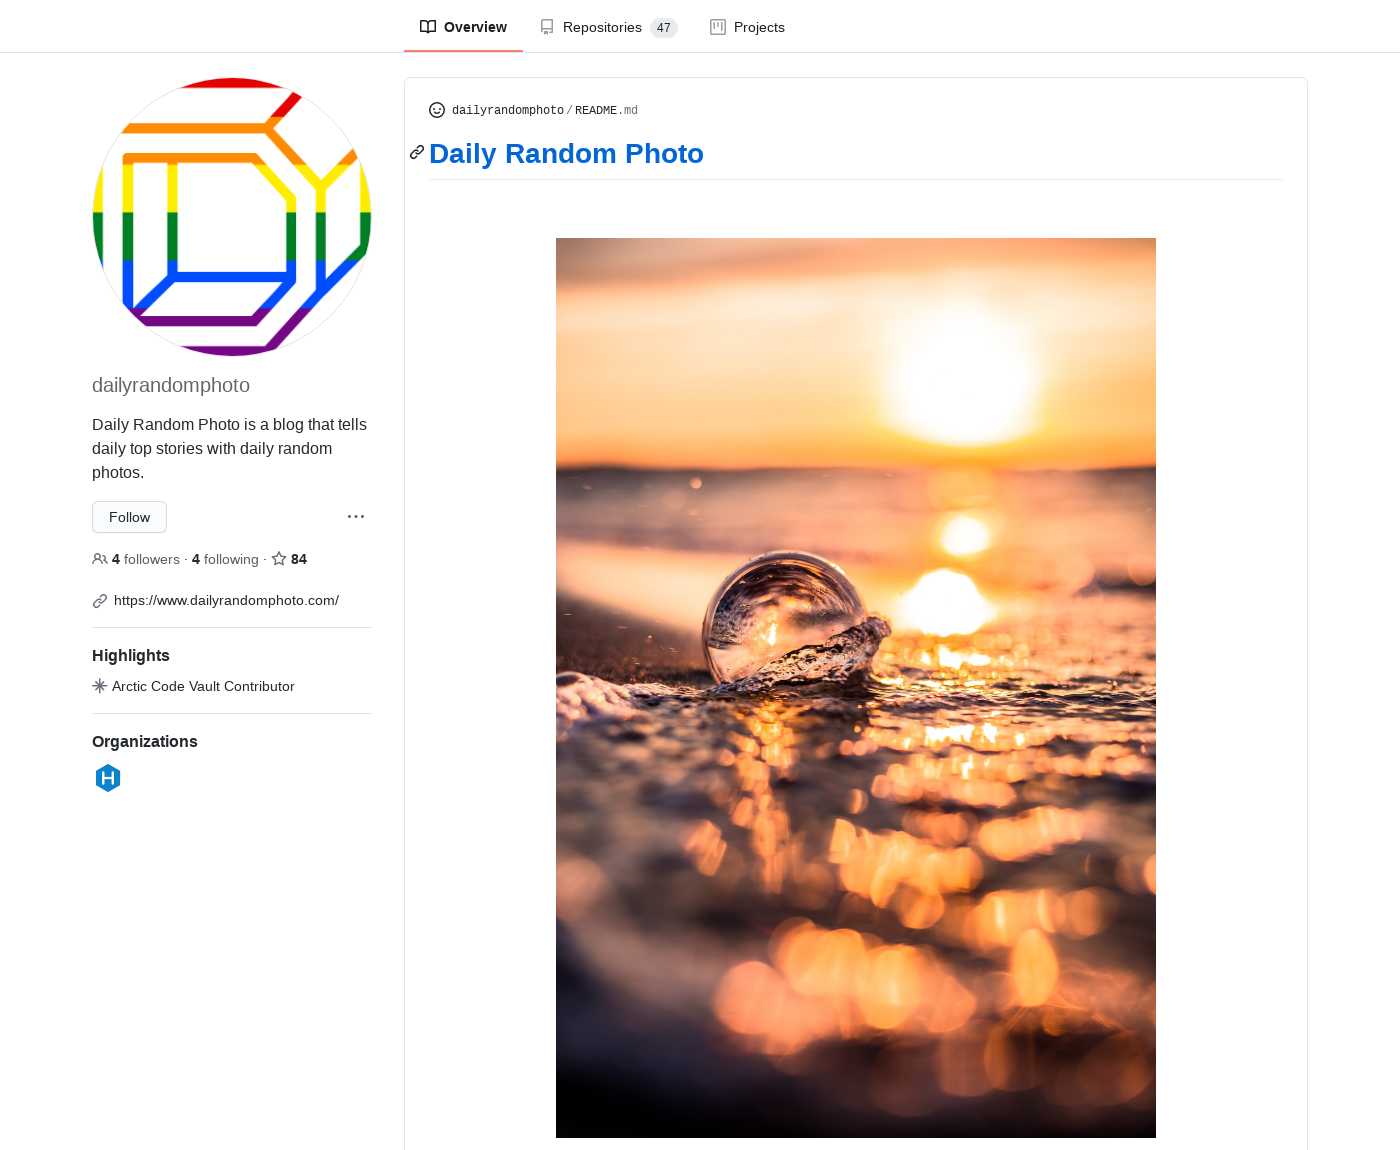 Overview
Repositories 47
Projects
dailyrandomphoto/README.md
Daily Random Photo
dailyrandomphoto
Daily Random Photo is a blog that tells
daily top stories with daily random
photos.
Follow
4 followers · 4 following · 84
https://www.dailyrandomphoto.com/
Highlights
Arctic Code Vault Contributor
Organizations
H